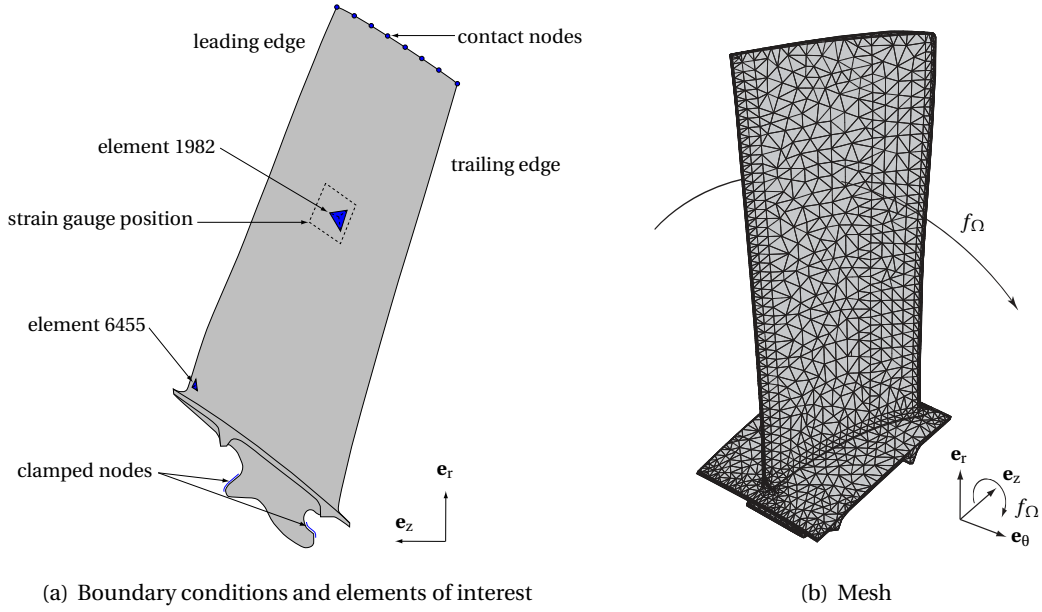 leading edge
contact nodes
element 1982
trailing edge
strain gauge position
element 6455
clamped nodes
e_r
e_z
(a) Boundary conditions and elements of interest
f_Ω
e_r
e_z
f_Ω
e_θ
(b) Mesh